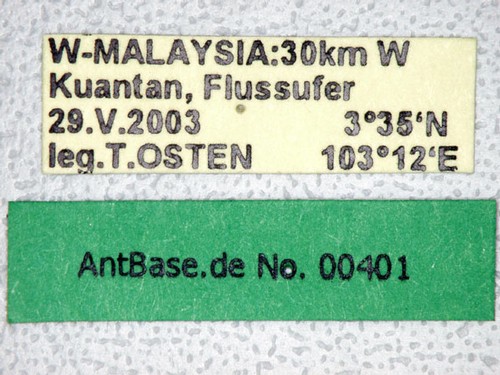 W-MALAYSIA:30km W
Kuantan, Flussufer
29.V.2003 3°35‘N
leg.T.OSTEN 103°12‘E
AntBase.de No. 00401